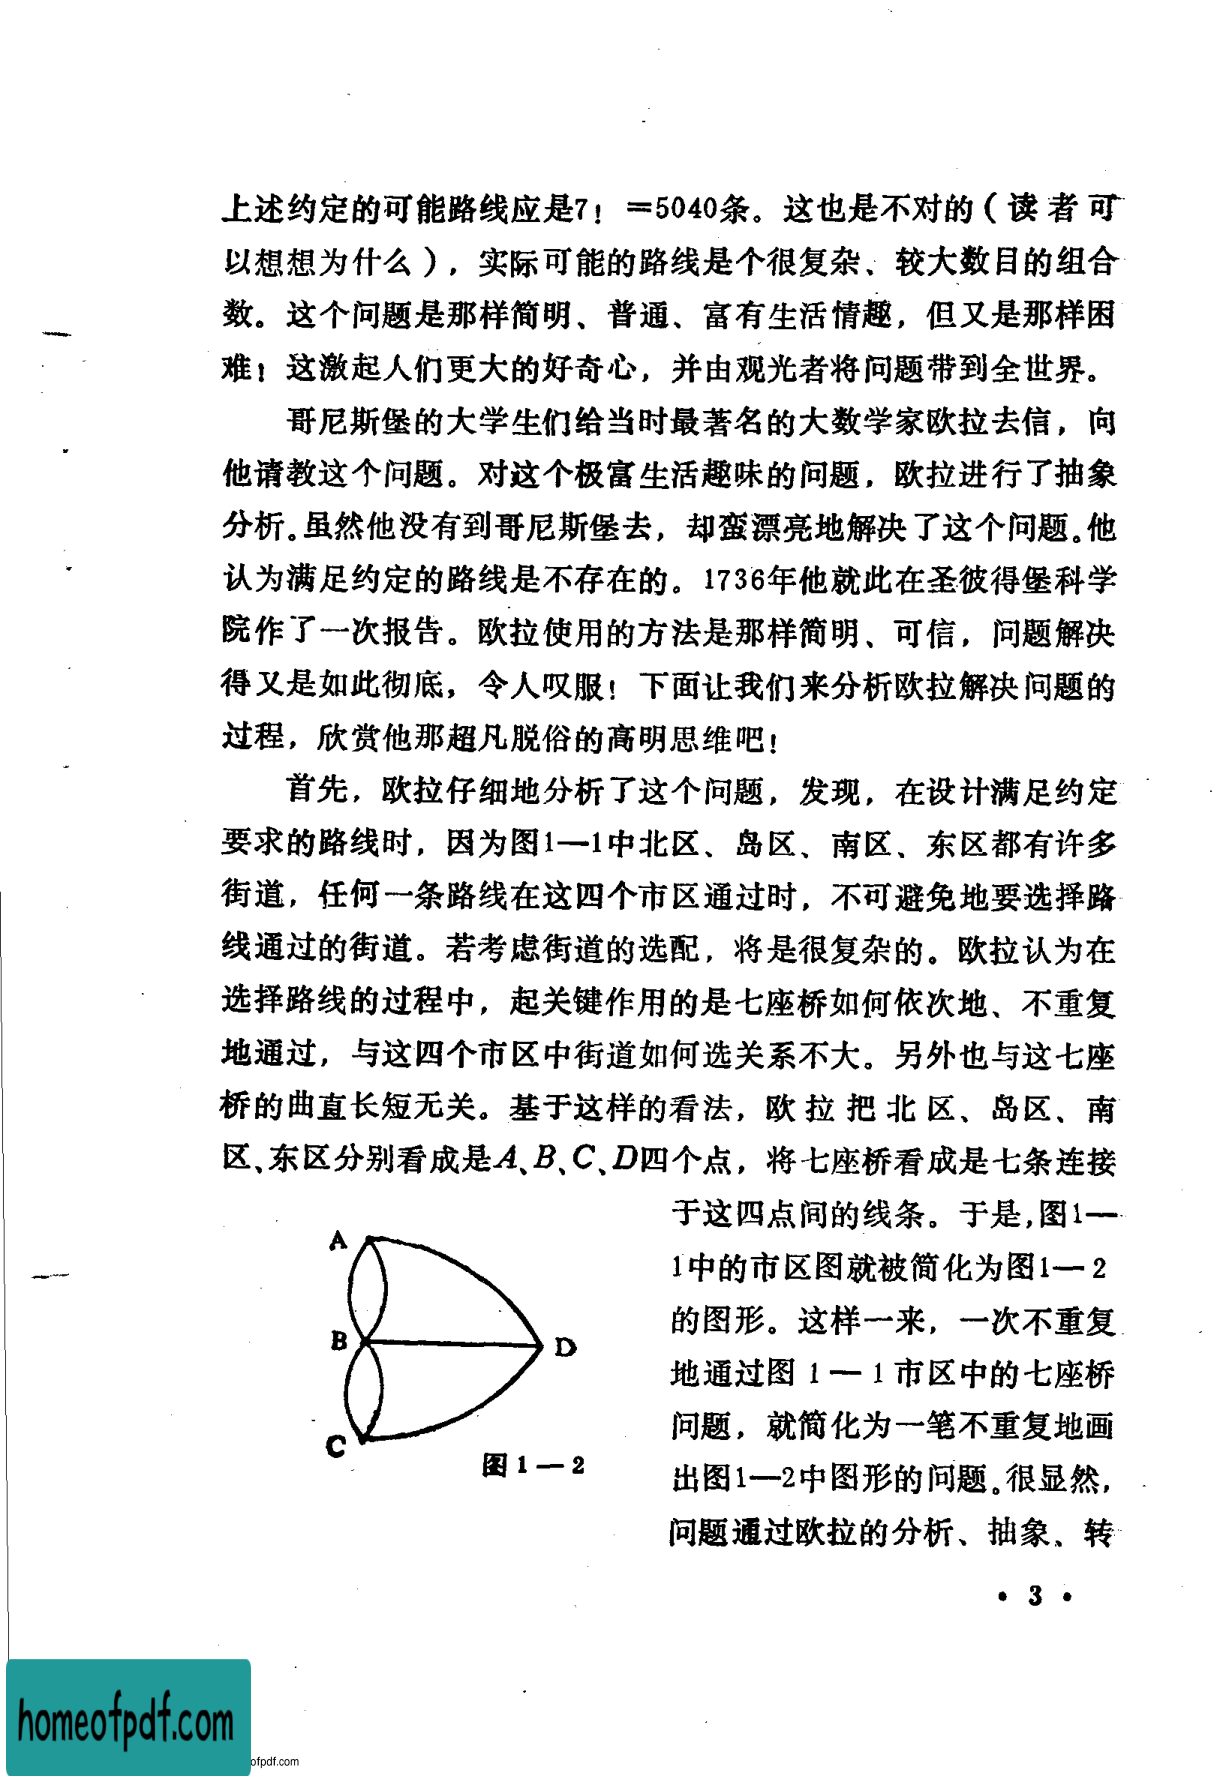 上述约定的可能路线应是7！＝5040条。这也是不对的（读者可
以想想为什么），实际可能的路线是个很复杂、较大数目的组合
数。这个问题是那样简明、普通、富有生活情趣，但又是那样困
难！这激起人们更大的好奇心，并由观光者将问题带到全世界。
哥尼斯堡的大学生们给当时最著名的大数学家欧拉去信，向
他请教这个问题。对这个极富生活趣味的问题，欧拉进行了抽象
分析。虽然他没有到哥尼斯堡去，却蛮漂亮地解决了这个问题。他
认为满足约定的路线是不存在的。1736年他就此在圣彼得堡科学
院作了一次报告。欧拉使用的方法是那样简明、可信，问题解决
得又是如此彻底，令人叹服！下面让我们来分析欧拉解决问题的
过程，欣赏他那超凡脱俗的高明思维吧！
首先，欧拉仔细地分析了这个问题，发现，在设计满足约定
要求的路线时，因为图1—1中北区、岛区、南区、东区都有许多
街道，任何一条路线在这四个市区通过时，不可避免地要选择路
线通过的街道。若考虑街道的选配，将是很复杂的。欧拉认为在
选择路线的过程中，起关键作用的是七座桥如何依次地、不重复
地通过，与这四个市区中街道如何选关系不大。另外也与这七座
桥的曲直长短无关。基于这样的看法，欧拉把北区、岛区、南
区、东区分别看成是A、B、C、D四个点，将七座桥看成是七条连接
于这四点间的线条。于是，图1—
1中的市区图就被简化为图1—2
的图形。这样一来，一次不重复
地通过图1—1市区中的七座桥
问题，就简化为一笔不重复地画
出图1—2中图形的问题。很显然，
问题通过欧拉的分析、抽象、转
A
B
D
C
图1—2
• 3 •
homeofpdf.com
ofpdf.com